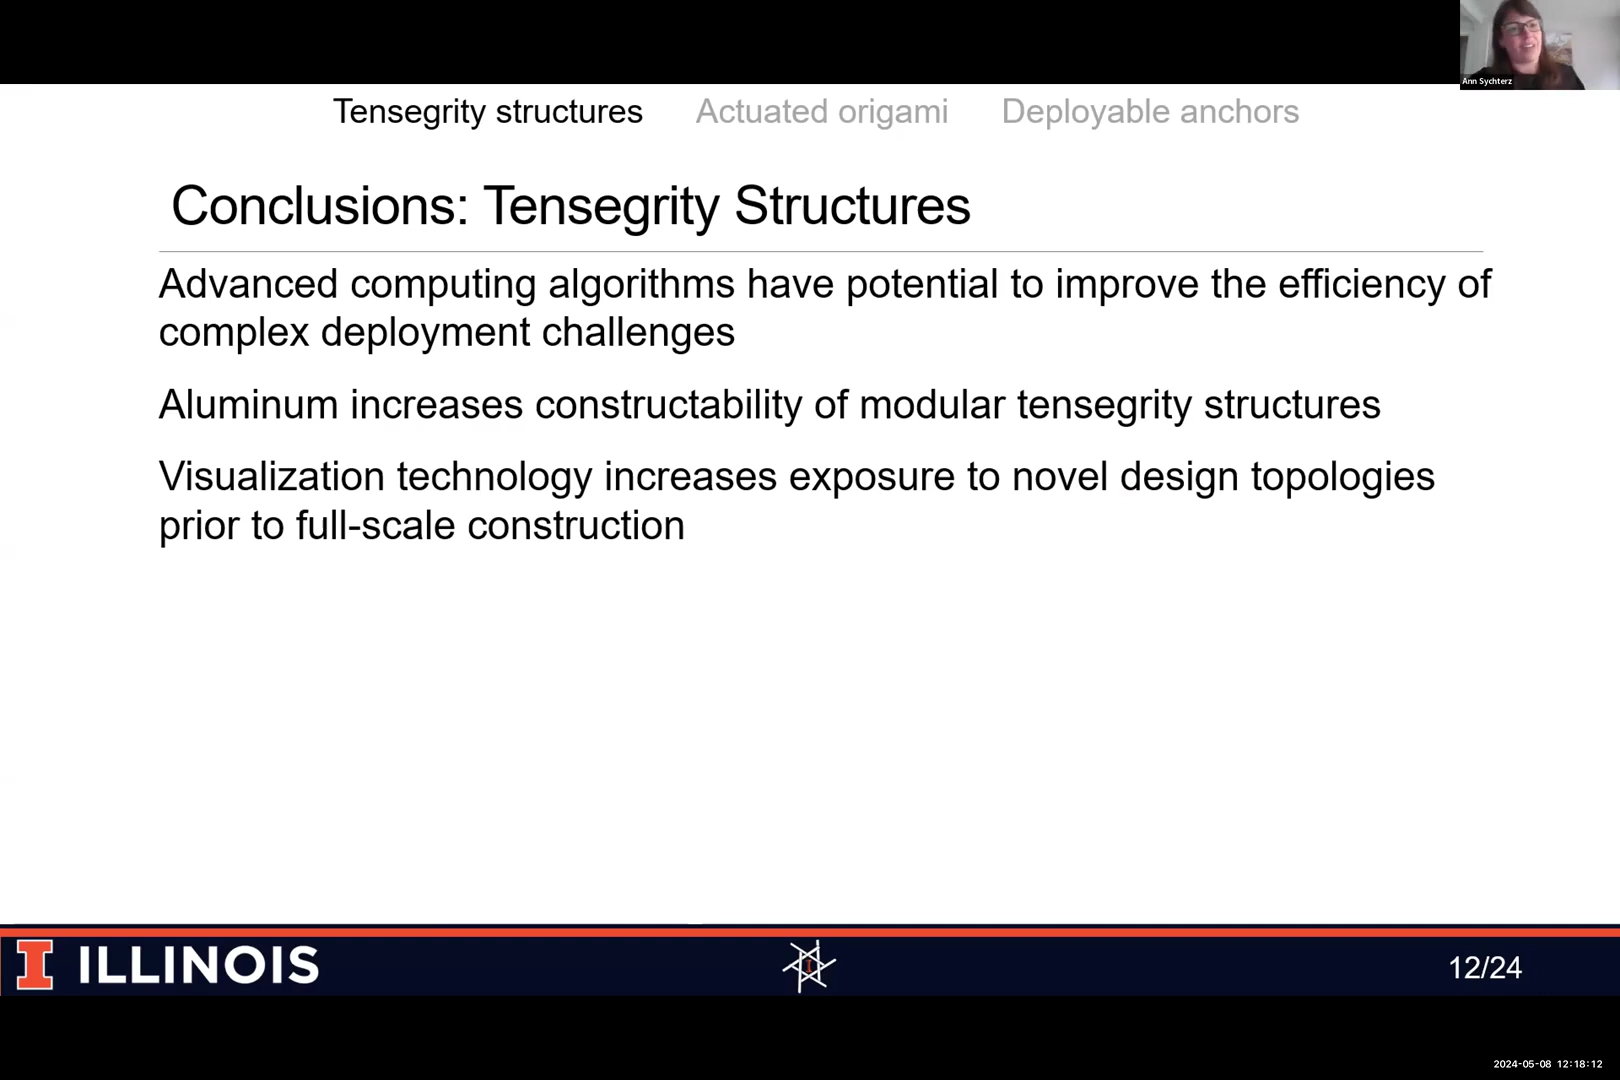 Ann Sychterz
Tensegrity structures Actuated origami Deployable anchors
Conclusions: Tensegrity Structures
Advanced computing algorithms have potential to improve the efficiency of
complex deployment challenges
Aluminum increases constructability of modular tensegrity structures
Visualization technology increases exposure to novel design topologies
prior to full-scale construction
I ILLINOIS
12/24
2024-05-08 12:18:12